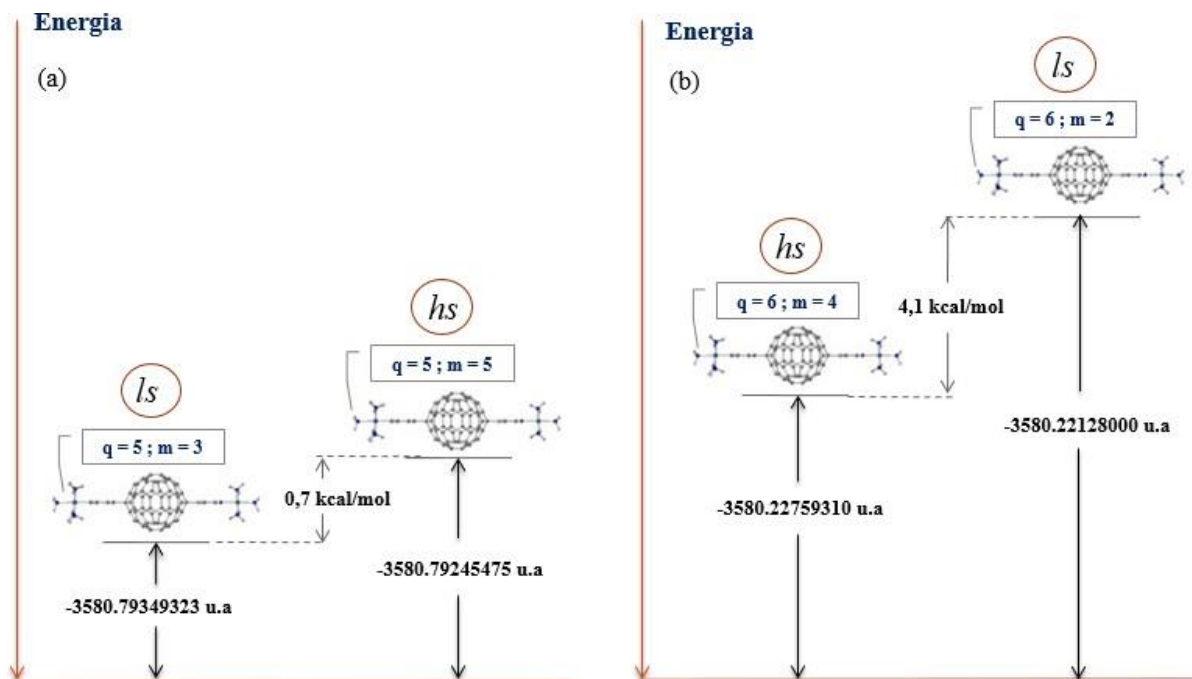 Energia
(a)
hs
q = 5 ; m = 5
ls
q = 5 ; m = 3
0,7 kcal/mol
-3580.79245475 u.a
-3580.79349323 u.a
Energia
(b)
ls
q = 6 ; m = 2
hs
q = 6 ; m = 4
4,1 kcal/mol
-3580.22128000 u.a
-3580.22759310 u.a